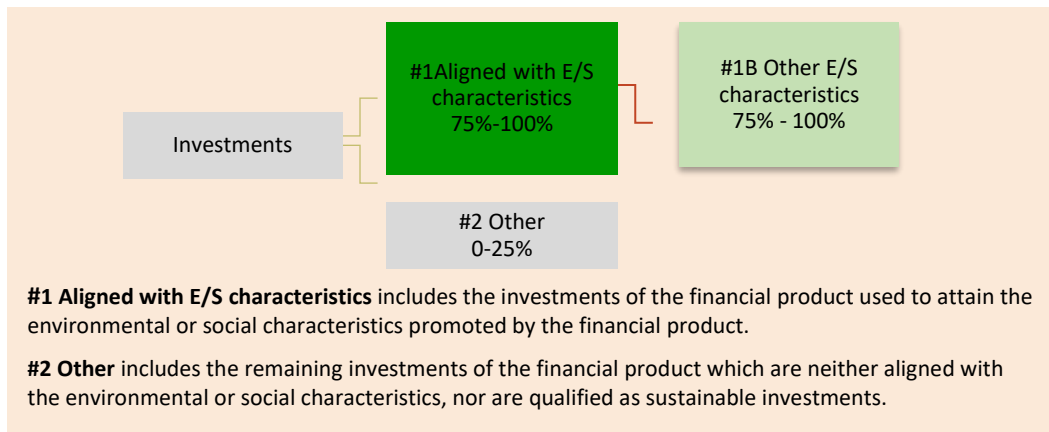 #1Aligned with E/S
characteristics
75%-100%
#1B Other E/S
characteristics
75% - 100%
Investments
#2 Other
0-25%
#1 Aligned with E/S characteristics includes the investments of the financial product used to attain the
environmental or social characteristics promoted by the financial product.
#2 Other includes the remaining investments of the financial product which are neither aligned with
the environmental or social characteristics, nor are qualified as sustainable investments.